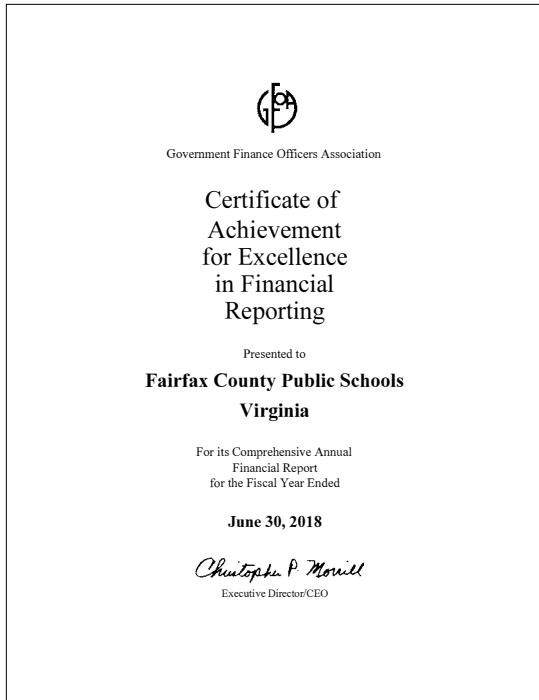 GFOA
Government Finance Officers Association
Certificate of
Achievement
for Excellence
in Financial
Reporting
Presented to
Fairfax County Public Schools
Virginia
For its Comprehensive Annual
Financial Report
for the Fiscal Year Ended
June 30, 2018
Christopher P. Morrill
Executive Director/CEO